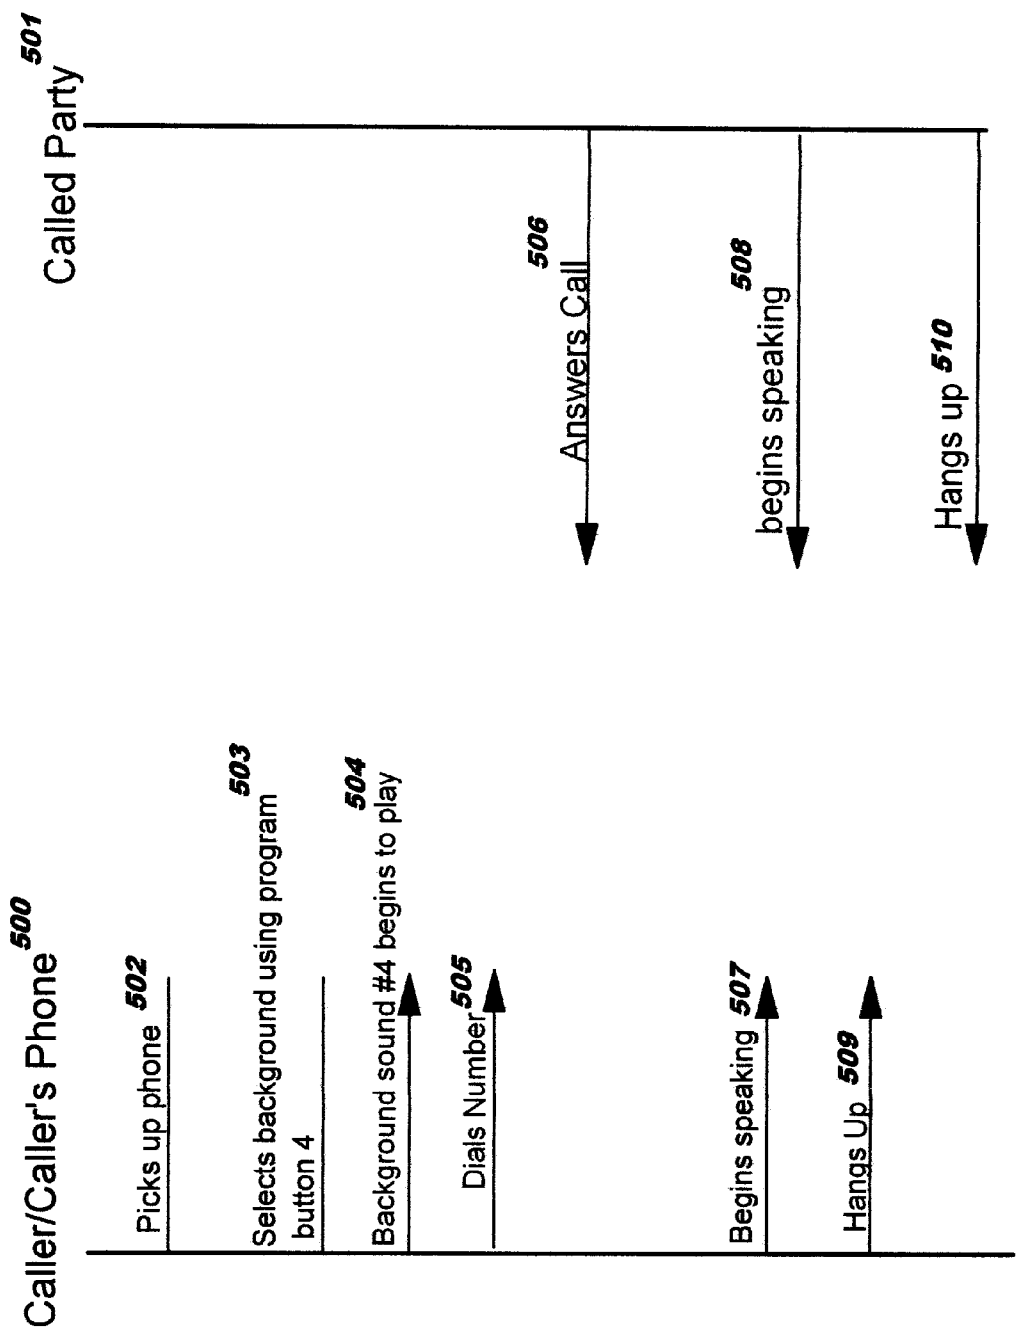 Caller/Caller's Phone 500
Called Party 501
Picks up phone 502
Selects background using program 503
button 4
Background sound #4 begins to play 504
Dials Number 505
Answers Call 506
Begins speaking 507
begins speaking 508
Hangs Up 509
Hangs up 510